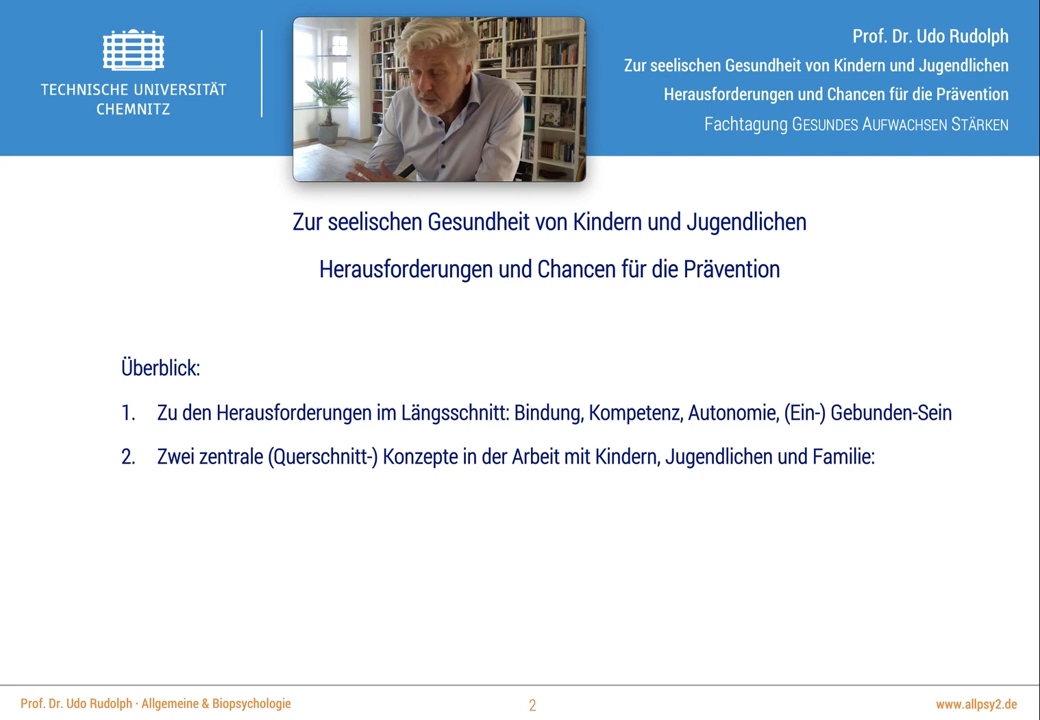 TECHNISCHE UNIVERSITÄT
CHEMNITZ
Prof. Dr. Udo Rudolph
Zur seelischen Gesundheit von Kindern und Jugendlichen
Herausforderungen und Chancen für die Prävention
Fachtagung GESUNDES AUFWACHSEN STÄRKEN
Zur seelischen Gesundheit von Kindern und Jugendlichen
Herausforderungen und Chancen für die Prävention
Überblick:
1. Zu den Herausforderungen im Längsschnitt: Bindung, Kompetenz, Autonomie, (Ein-) Gebunden-Sein
2. Zwei zentrale (Querschnitt-) Konzepte in der Arbeit mit Kindern, Jugendlichen und Familie:
Prof. Dr. Udo Rudolph · Allgemeine & Biopsychologie
2
www.allpsy2.de